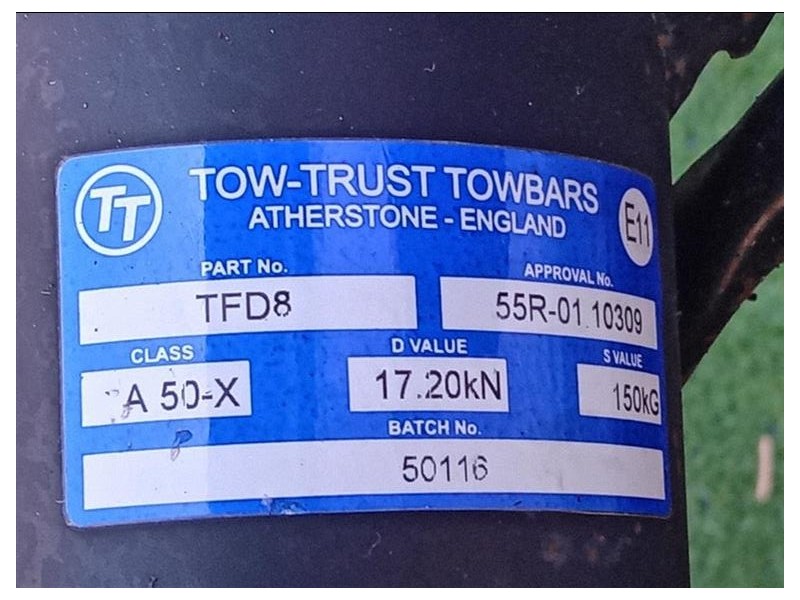 TT
TOW-TRUST TOWBARS
ATHERSTONE - ENGLAND
E11
PART No.
APPROVAL No.
TFD8
55R-01 10309
CLASS
D VALUE
S VALUE
A 50-X
17.20kN
150kG
BATCH No.
50116